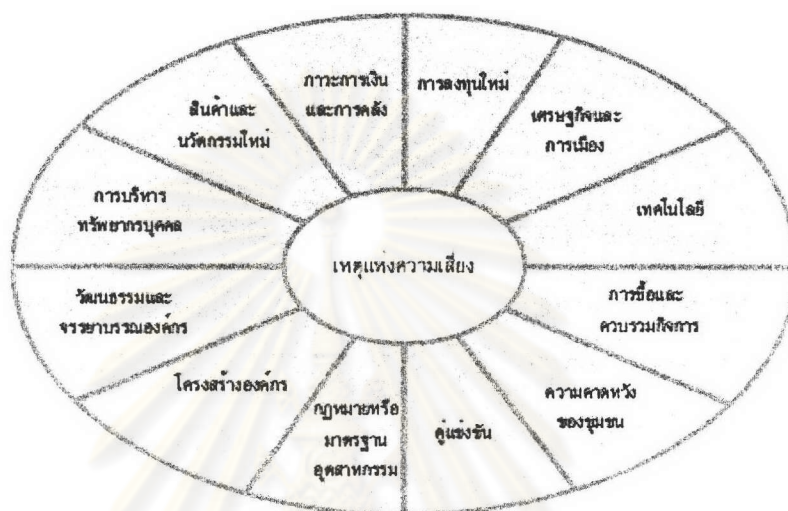 ภาวะการเงิน
และการคลัง
การลงทุนใหม่
เศรษฐกิจและ
การเมือง
เทคโนโลยี
การซื้อและ
ควบรวมกิจการ
ความคาดหวัง
ของชุมชน
คู่แข่งขัน
กฎหมายหรือ
มาตรฐาน
อุตสาหกรรม
โครงสร้างองค์กร
วัฒนธรรมและ
จรรยาบรรณองค์กร
การบริหาร
ทรัพยากรบุคคล
สินค้าและ
นวัตกรรมใหม่
เหตุแห่งความเสี่ยง